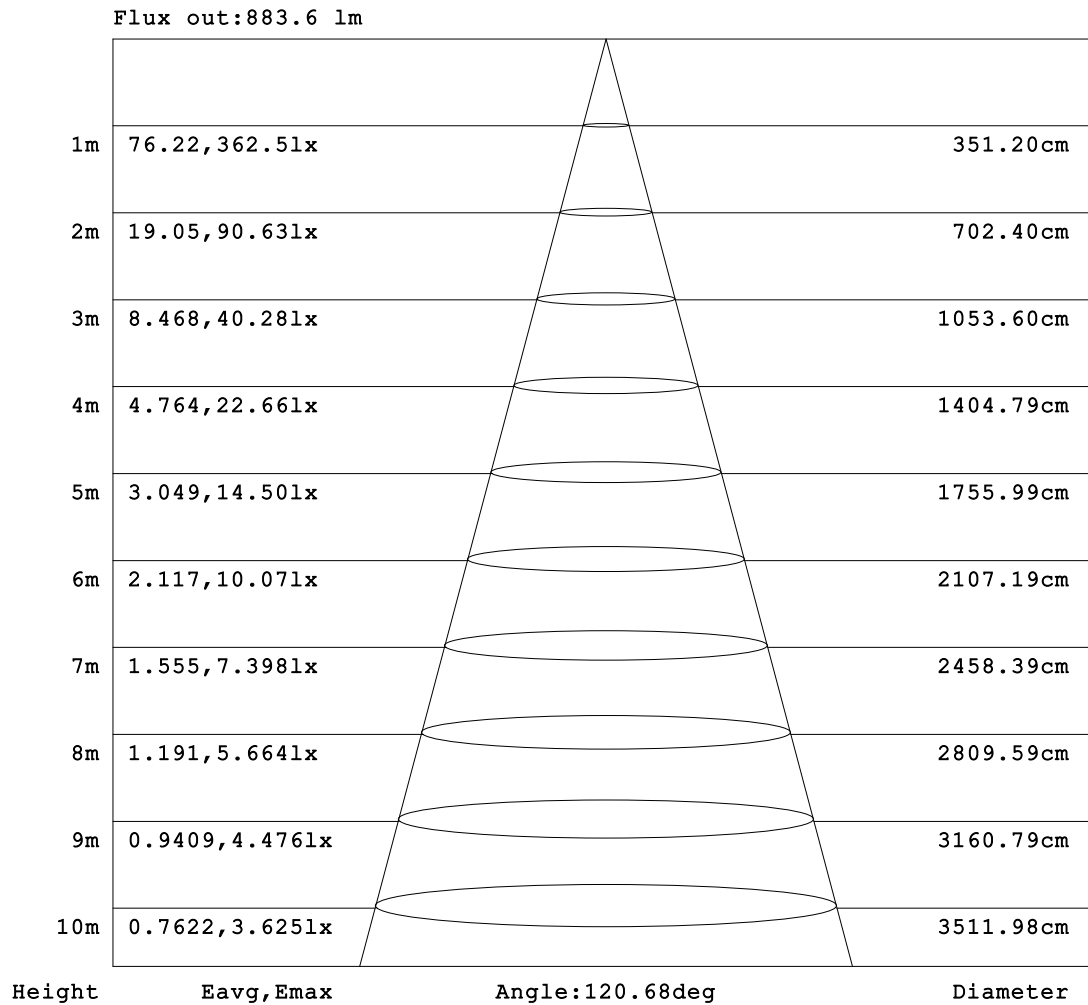 Flux out:883.6 lm
1m 76.22,362.5lx 351.20cm
2m 19.05,90.63lx 702.40cm
3m 8.468,40.28lx 1053.60cm
4m 4.764,22.66lx 1404.79cm
5m 3.049,14.50lx 1755.99cm
6m 2.117,10.07lx 2107.19cm
7m 1.555,7.398lx 2458.39cm
8m 1.191,5.664lx 2809.59cm
9m 0.9409,4.476lx 3160.79cm
10m 0.7622,3.625lx 3511.98cm
Height Eavg,Emax Angle:120.68deg Diameter